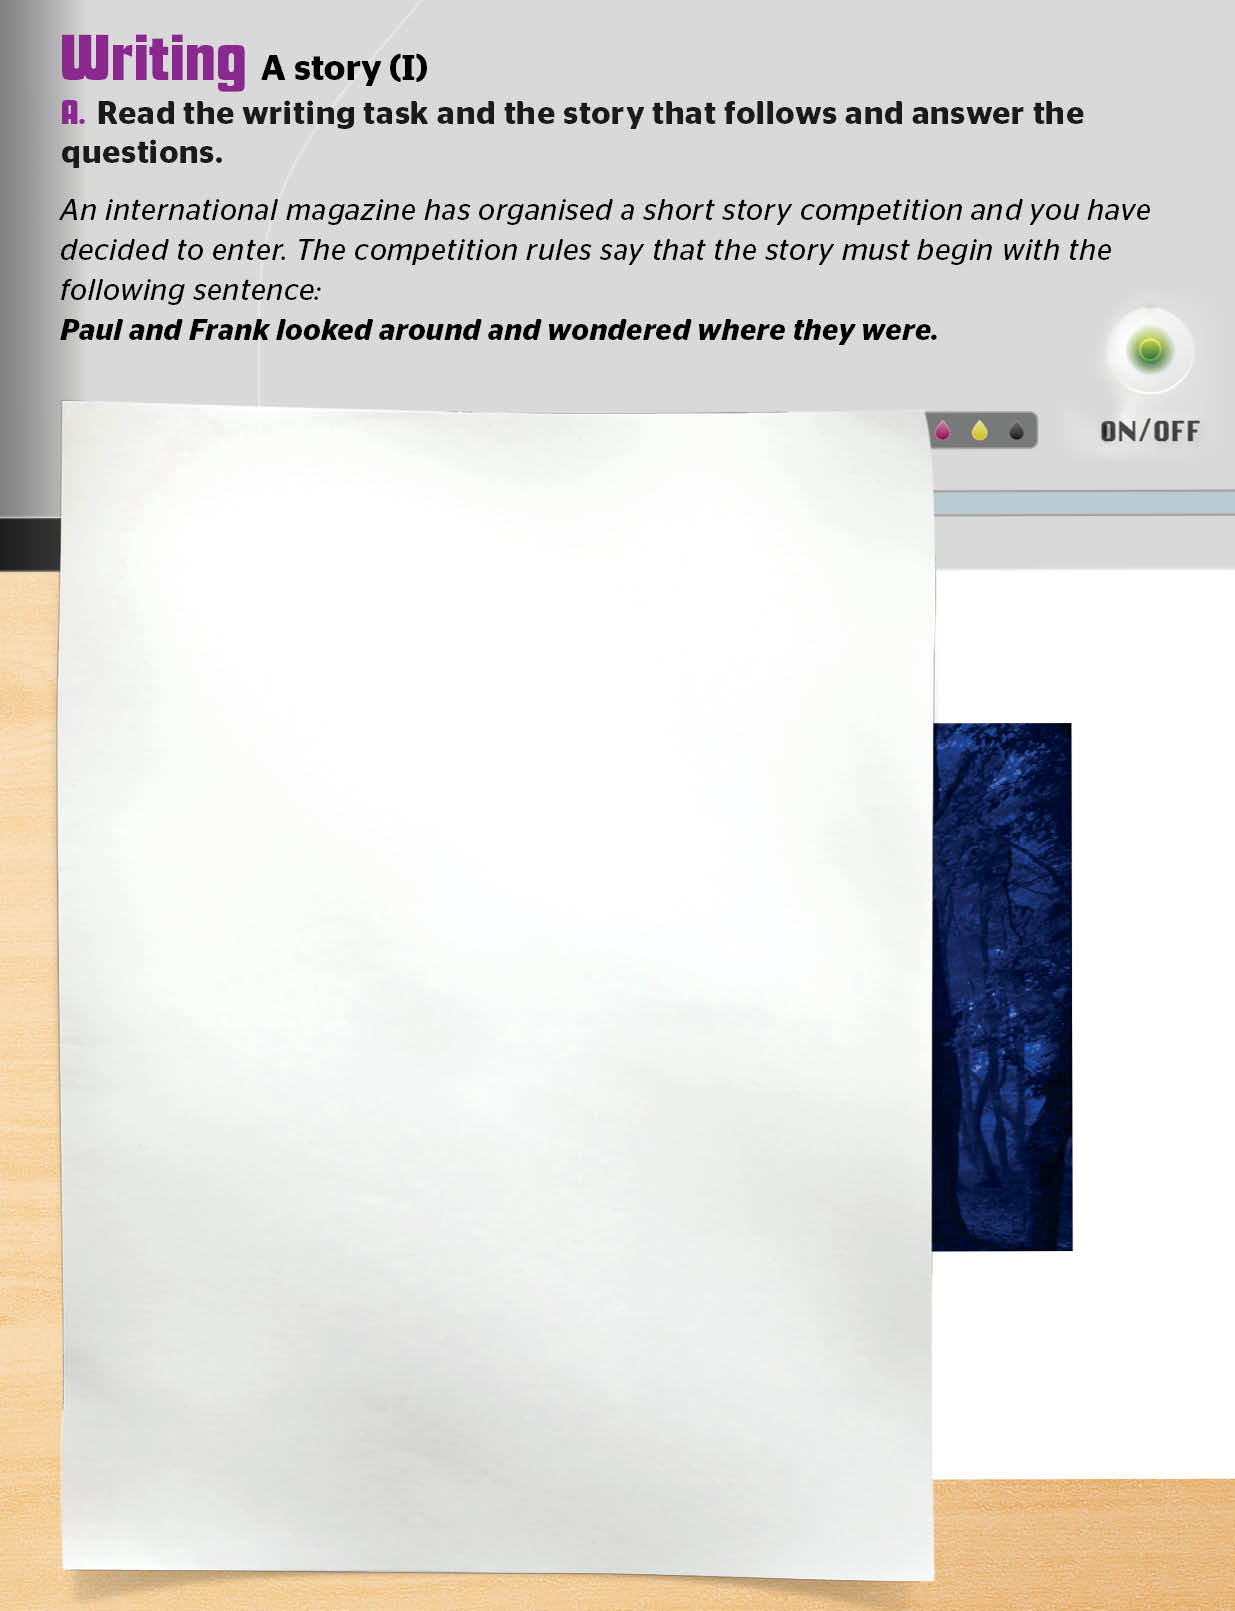 Writing A story (I)
A. Read the writing task and the story that follows and answer the
questions.
An international magazine has organised a short story competition and you have
decided to enter. The competition rules say that the story must begin with the
following sentence:
Paul and Frank looked around and wondered where they were.
ON/OFF